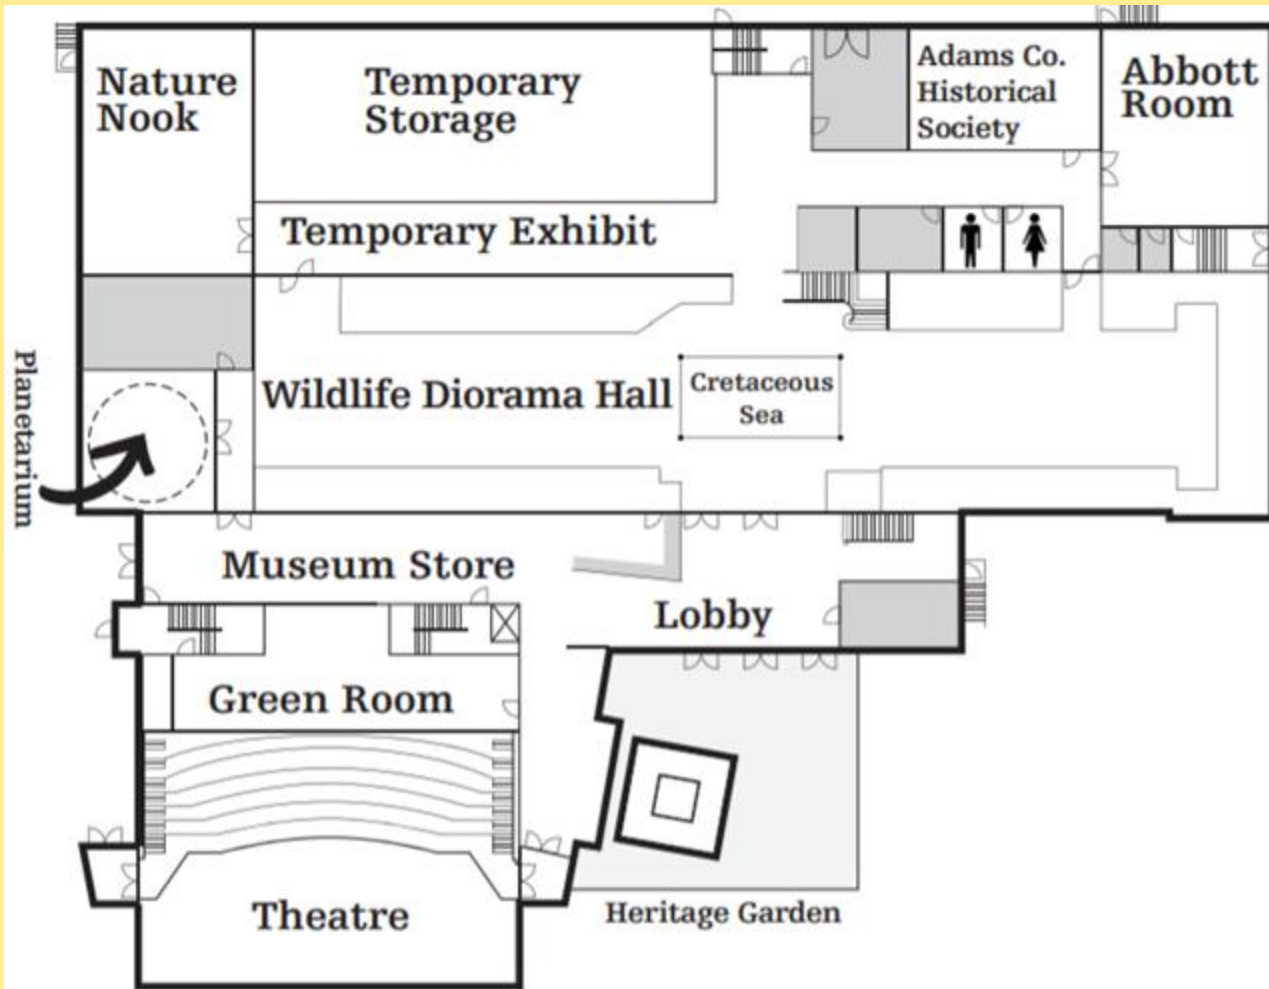 Nature
Nook
Temporary
Storage
Adams Co.
Historical
Society
Abbott
Room
Temporary Exhibit
Planetarium
Wildlife Diorama Hall
Cretaceous
Sea
Museum Store
Lobby
Green Room
Theatre
Heritage Garden